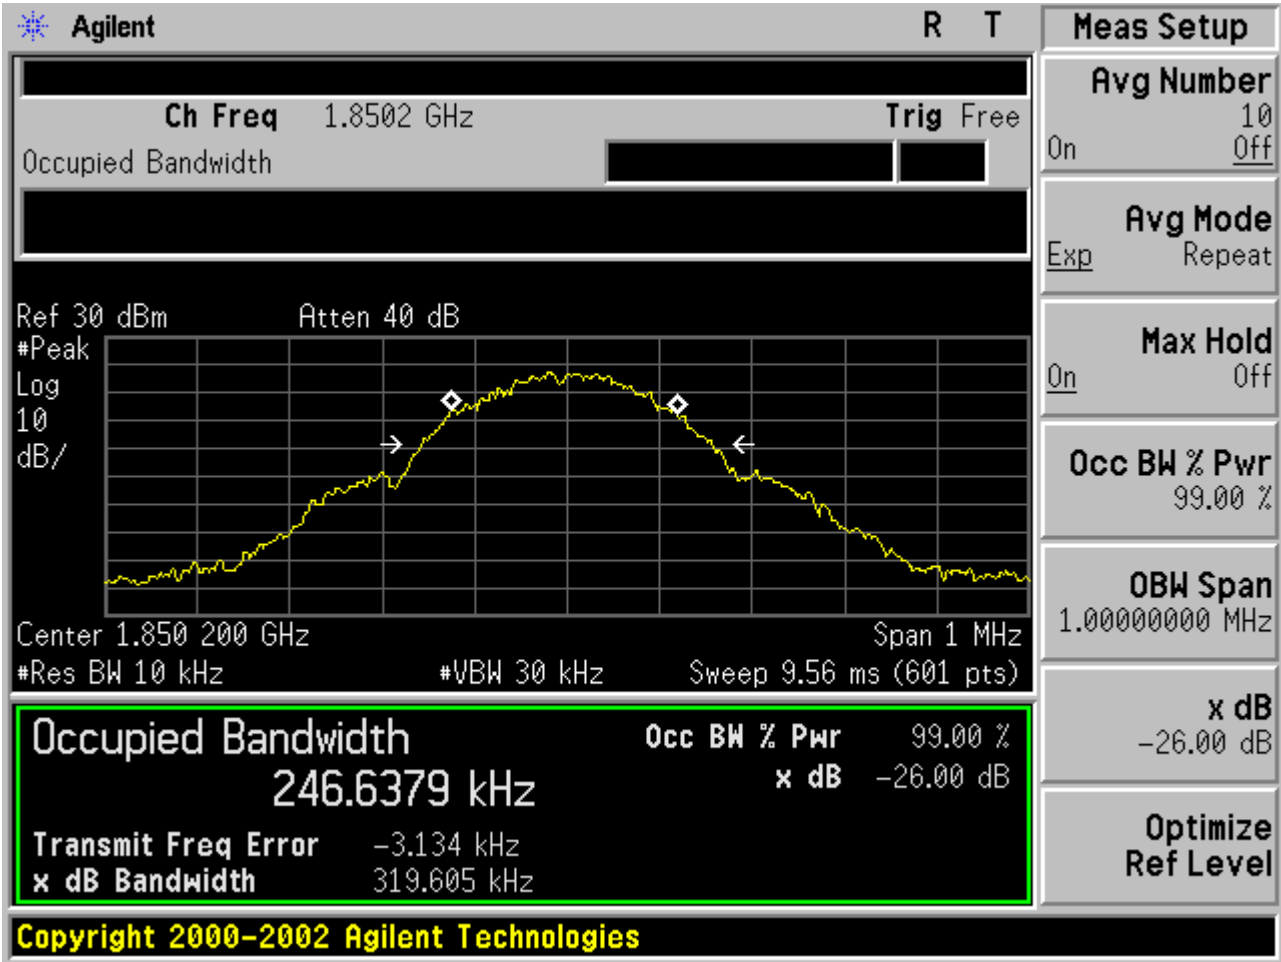 Agilent R T
Ch Freq 1.8502 GHz Trig Free
Occupied Bandwidth
Ref 30 dBm Atten 40 dB
#Peak
Log
10
dB/
Center 1.850 200 GHz Span 1 MHz
#Res BW 10 kHz #VBW 30 kHz Sweep 9.56 ms (601 pts)
Occupied Bandwidth Occ BW % Pwr 99.00 %
246.6379 kHz x dB -26.00 dB
Transmit Freq Error -3.134 kHz
x dB Bandwidth 319.605 kHz
Copyright 2000-2002 Agilent Technologies
Meas Setup
Avg Number
10
On Off
Avg Mode
Exp Repeat
Max Hold
On Off
Occ BW % Pwr
99.00 %
OBW Span
1.00000000 MHz
x dB
-26.00 dB
Optimize
Ref Level